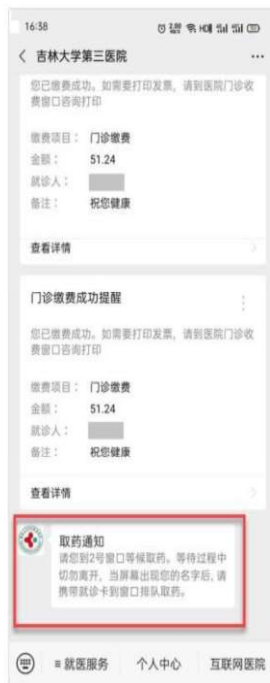 16:38
吉林大学第三医院
您已缴费成功。如需要打印发票，请到医院门诊收
费窗口咨询打印
缴费项目： 门诊缴费
金额： 51.24
就诊人：
备注： 祝您健康
查看详情
门诊缴费成功提醒
您已缴费成功。如需要打印发票，请到医院门诊收
费窗口咨询打印
缴费项目： 门诊缴费
金额： 51.24
就诊人：
备注： 祝您健康
查看详情
取药通知
请您到2号窗口等候取药。等待过程中
切勿离开，当屏幕出现您的名字后，请
携带就诊卡到窗口排队取药。
≡ 就医服务 个人中心 互联网医院